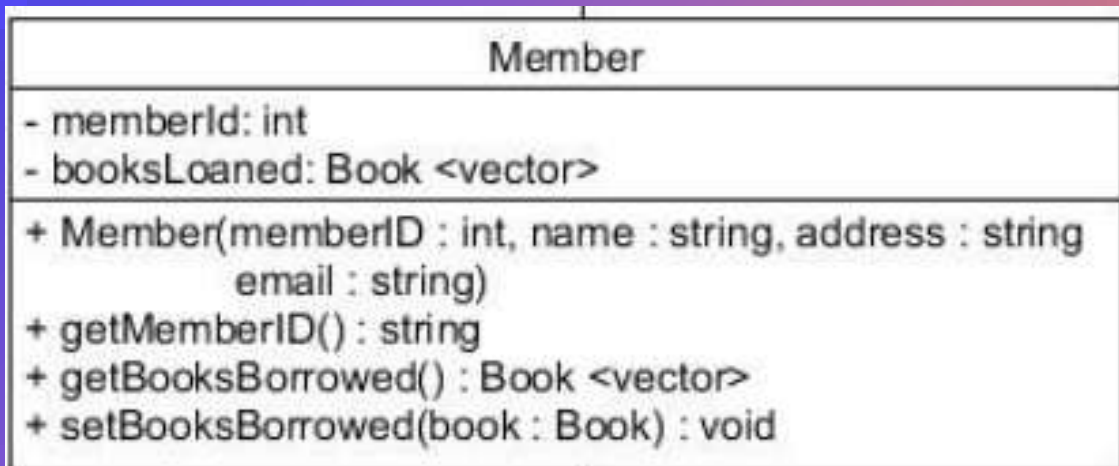 Member
- memberId: int
- booksLoaned: Book <vector>
+ Member(memberID : int, name : string, address : string
email : string)
+ getMemberID() : string
+ getBooksBorrowed() : Book <vector>
+ setBooksBorrowed(book : Book) : void